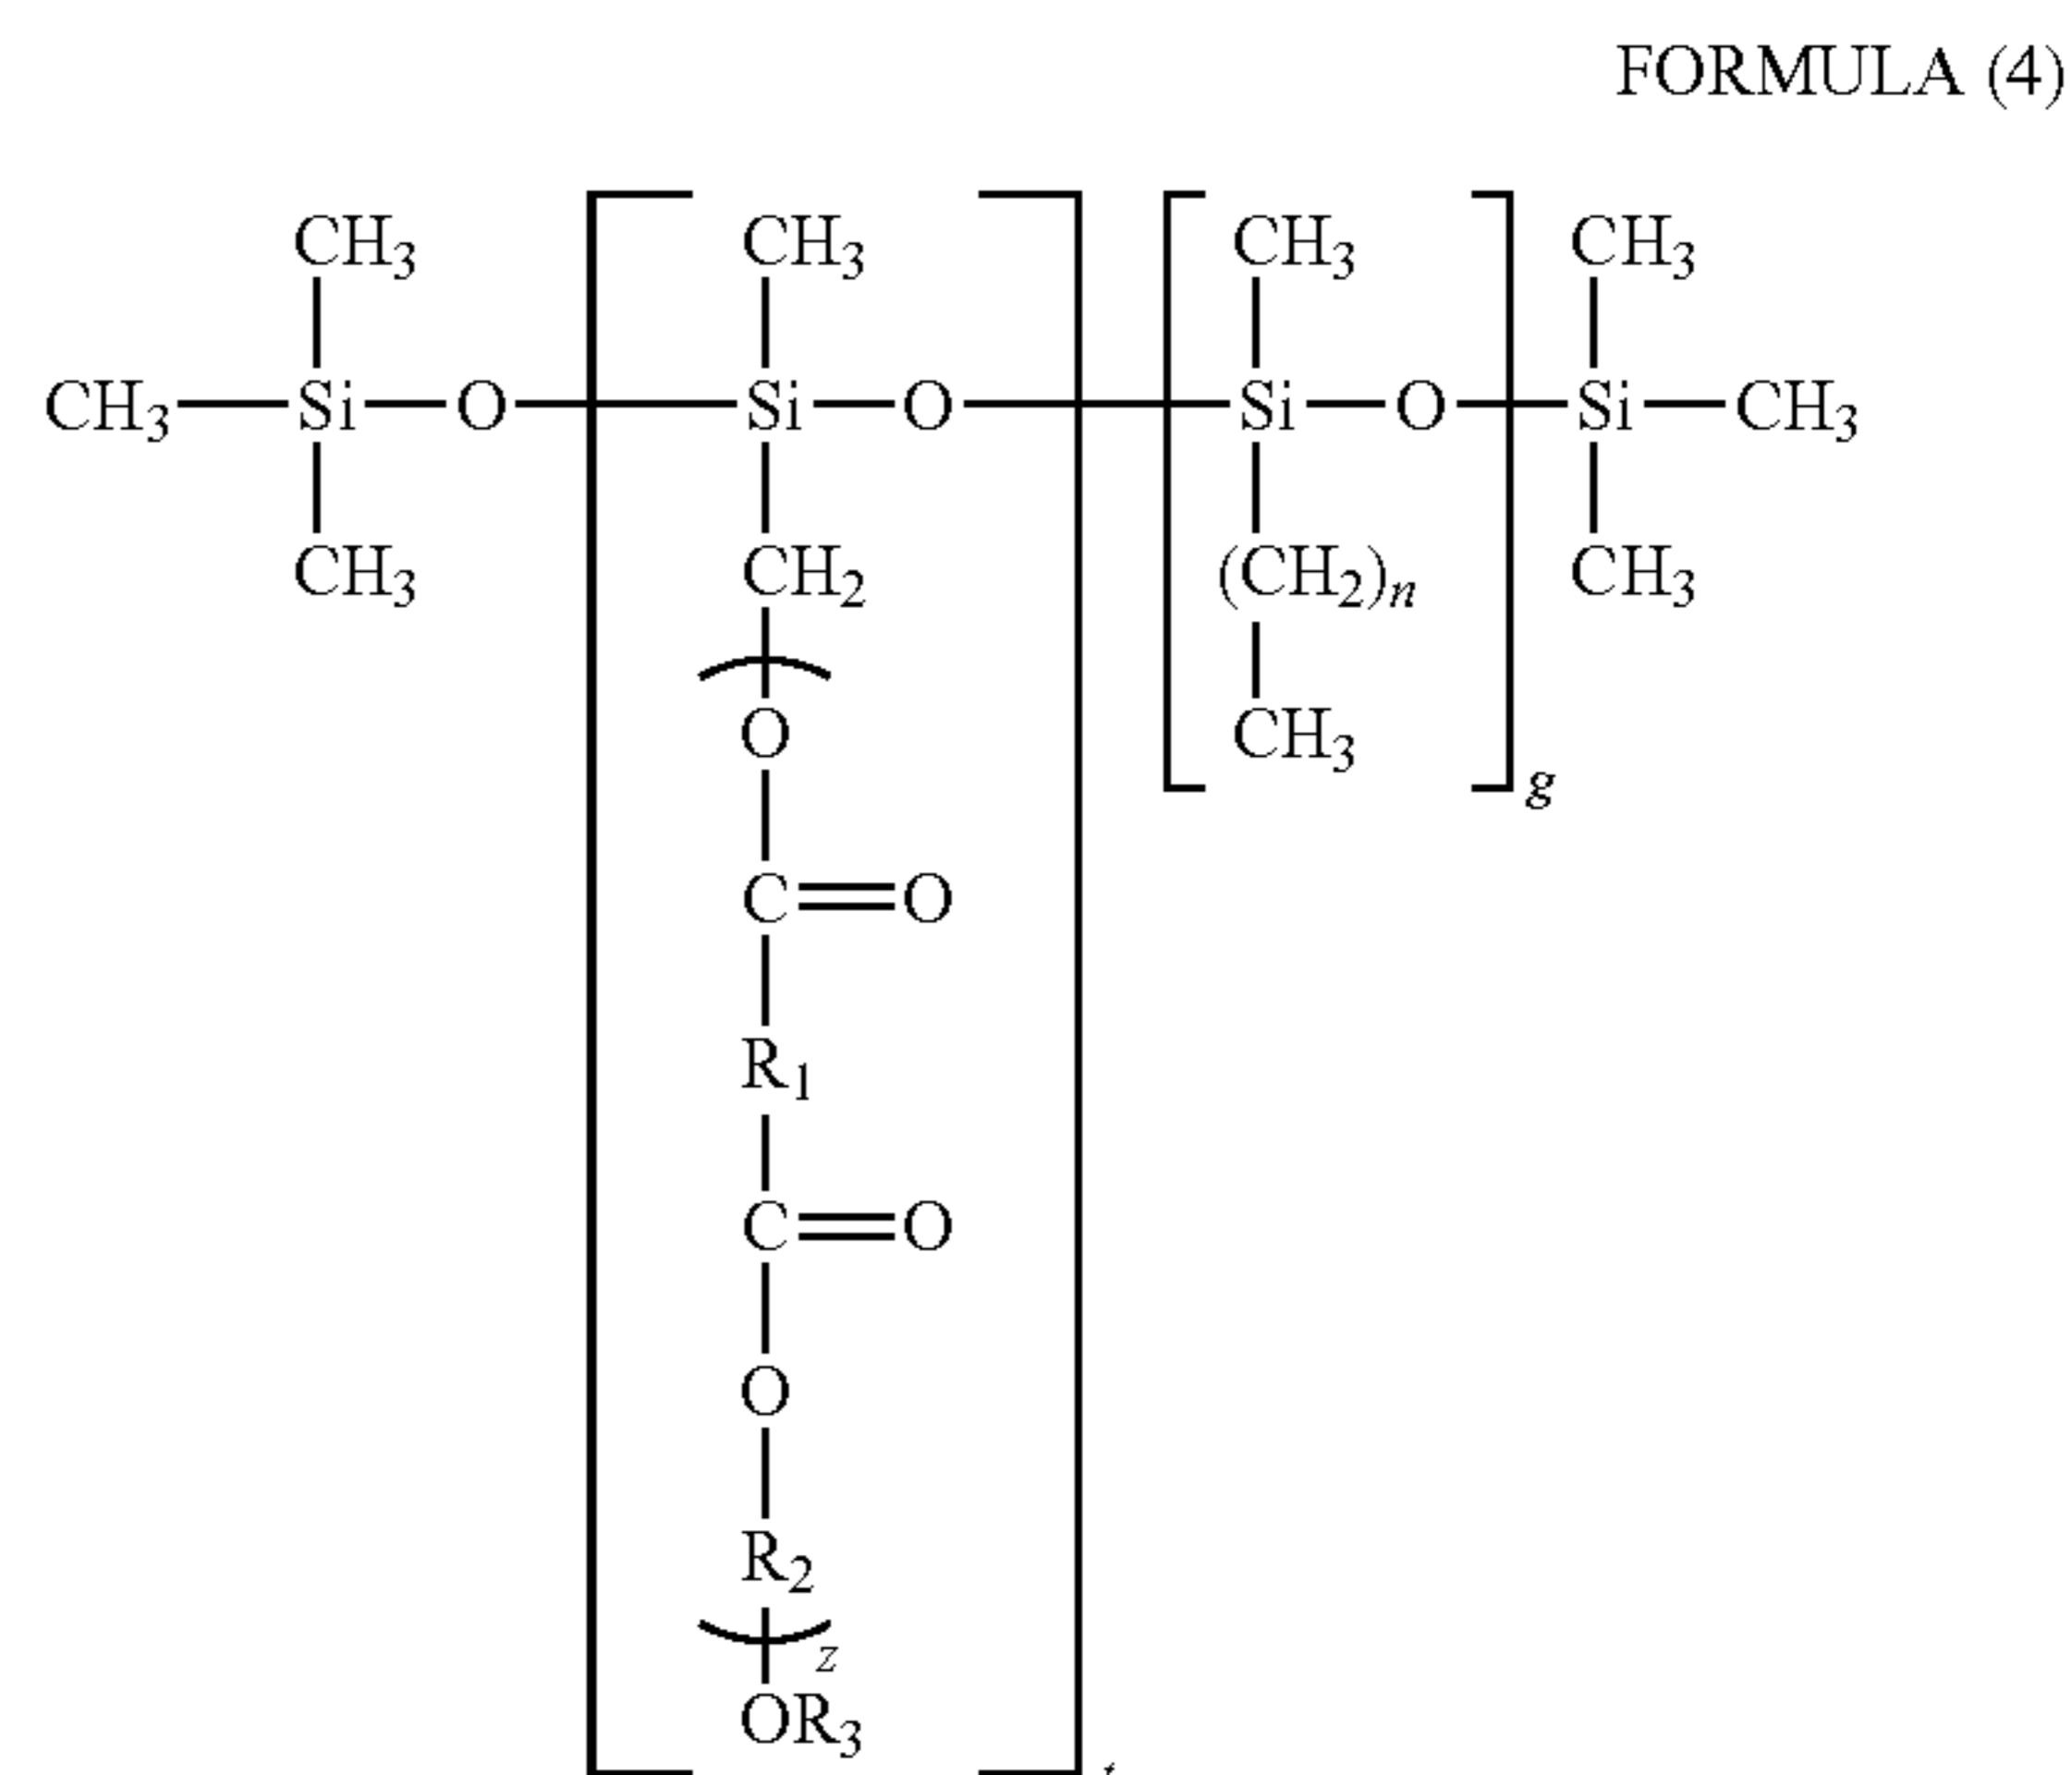 FORMULA (4)
CH3 CH3 CH3 CH3
CH3 Si O Si O Si O Si CH3
CH3 CH2 (CH2)n CH3
O CH3
g
C=O
R1
C=O
O
R2
z
OR3